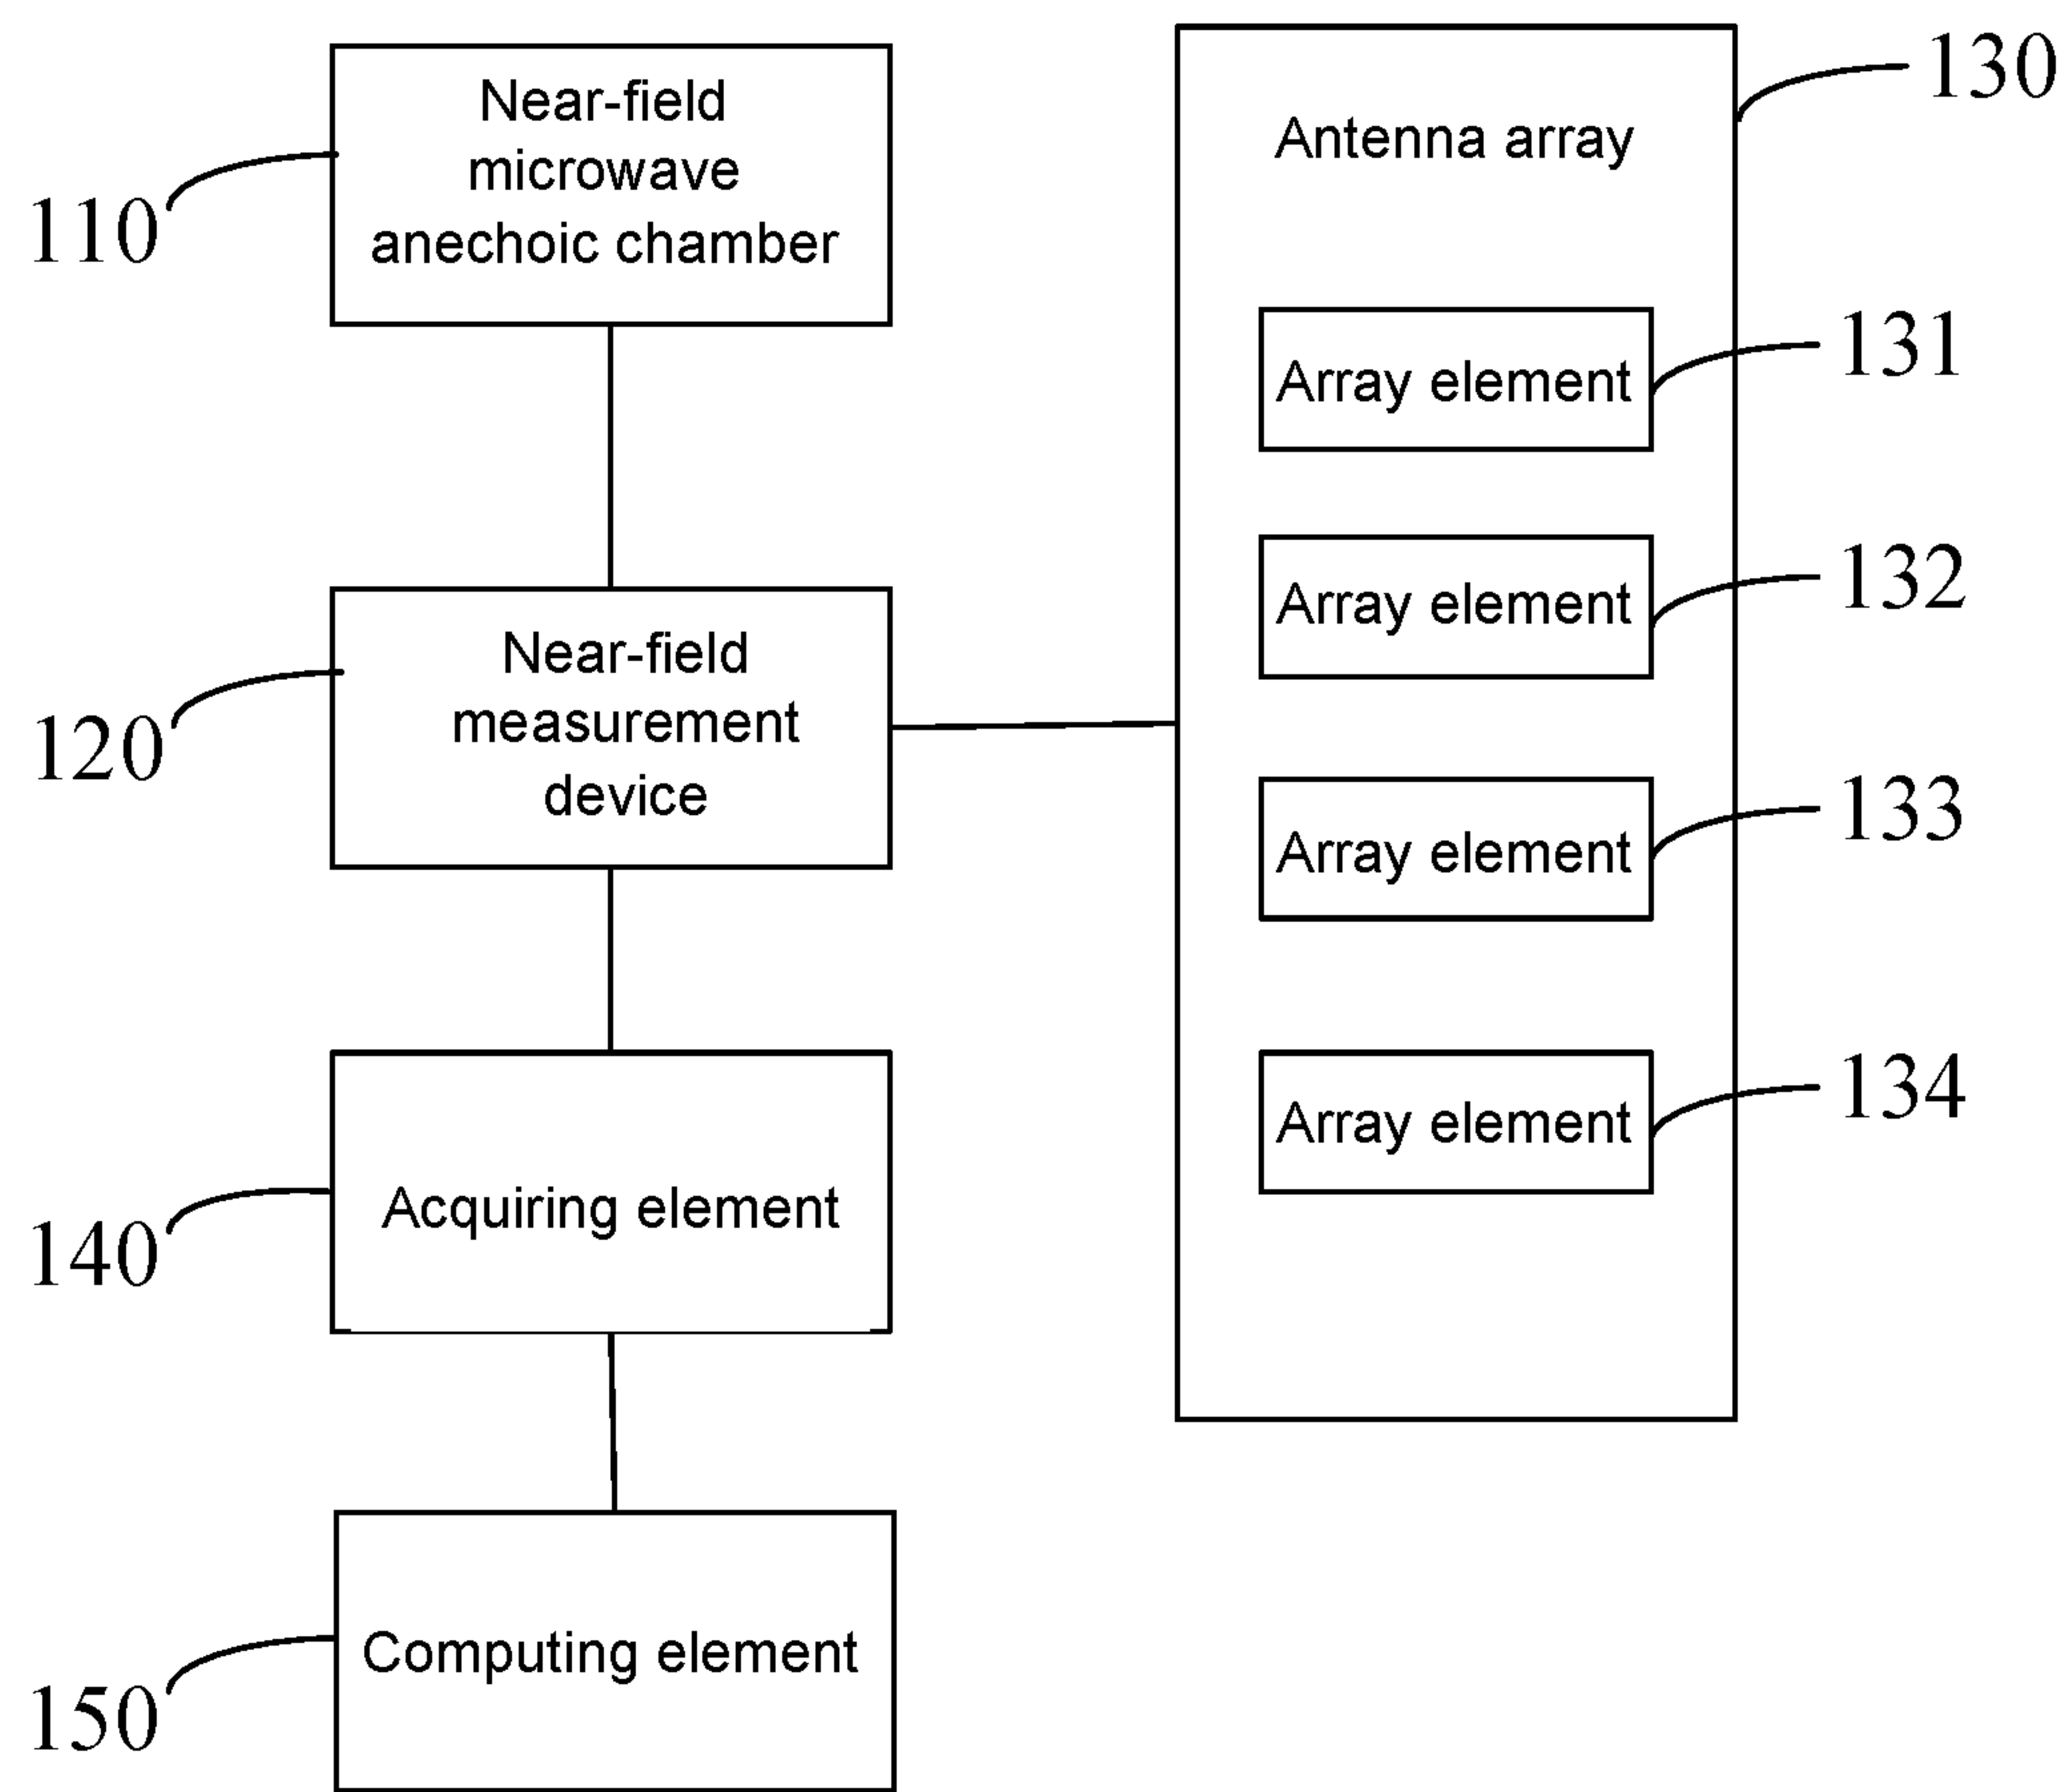 Near-field
microwave
anechoic chamber
110
Near-field
measurement
device
120
Acquiring element
140
Computing element
150
Antenna array
130
Array element
131
Array element
132
Array element
133
Array element
134